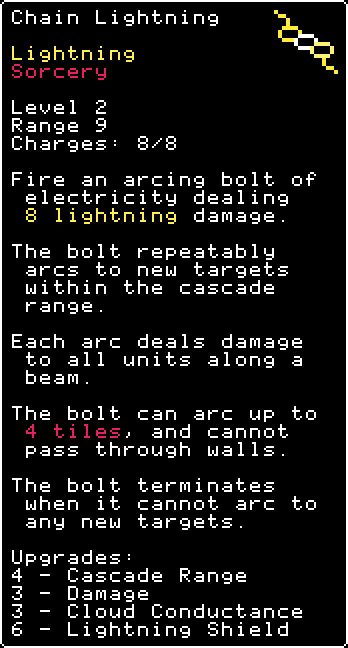 Chain Lightning
Lightning
Sorcery
Level 2
Range 9
Charges: 8/8
Fire an arcing bolt of
electricity dealing
8 lightning damage.
The bolt repeatably
arcs to new targets
within the cascade
range.
Each arc deals damage
to all units along a
beam.
The bolt can arc up to
4 tiles, and cannot
pass through walls.
The bolt terminates
when it cannot arc to
any new targets.
Upgrades:
4 - Cascade Range
3 - Damage
3 - Cloud Conductance
6 - Lightning Shield